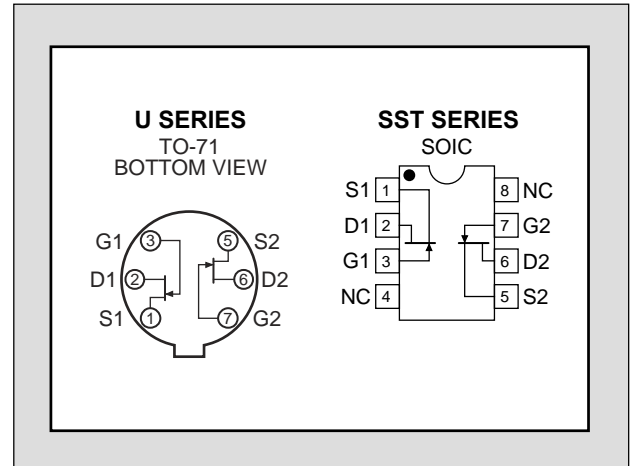 U SERIES
TO-71
BOTTOM VIEW
G1 3
5 S2
D1 2
6 D2
S1 1
7 G2
SST SERIES
SOIC
S1 1
8 NC
D1 2
7 G2
G1 3
6 D2
NC 4
5 S2